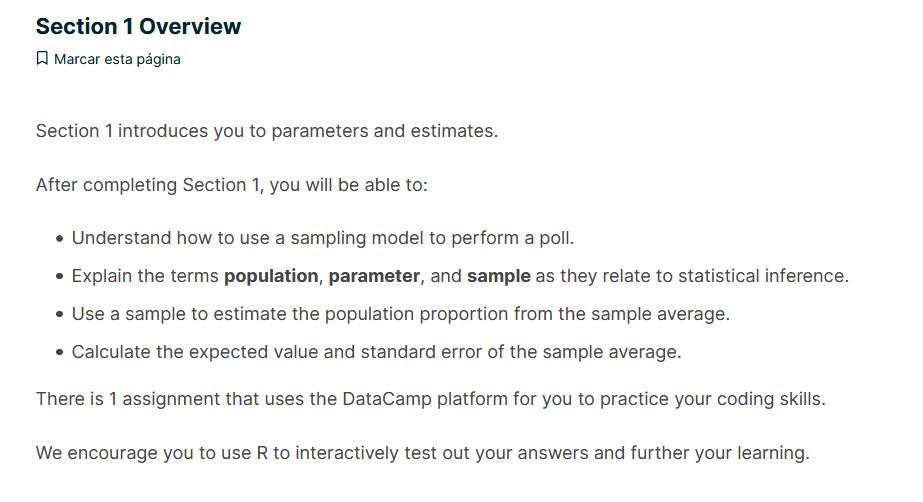 Section 1 Overview
Marcar esta página
Section 1 introduces you to parameters and estimates.
After completing Section 1, you will be able to:
• Understand how to use a sampling model to perform a poll.
• Explain the terms population, parameter, and sample as they relate to statistical inference.
• Use a sample to estimate the population proportion from the sample average.
• Calculate the expected value and standard error of the sample average.
There is 1 assignment that uses the DataCamp platform for you to practice your coding skills.
We encourage you to use R to interactively test out your answers and further your learning.